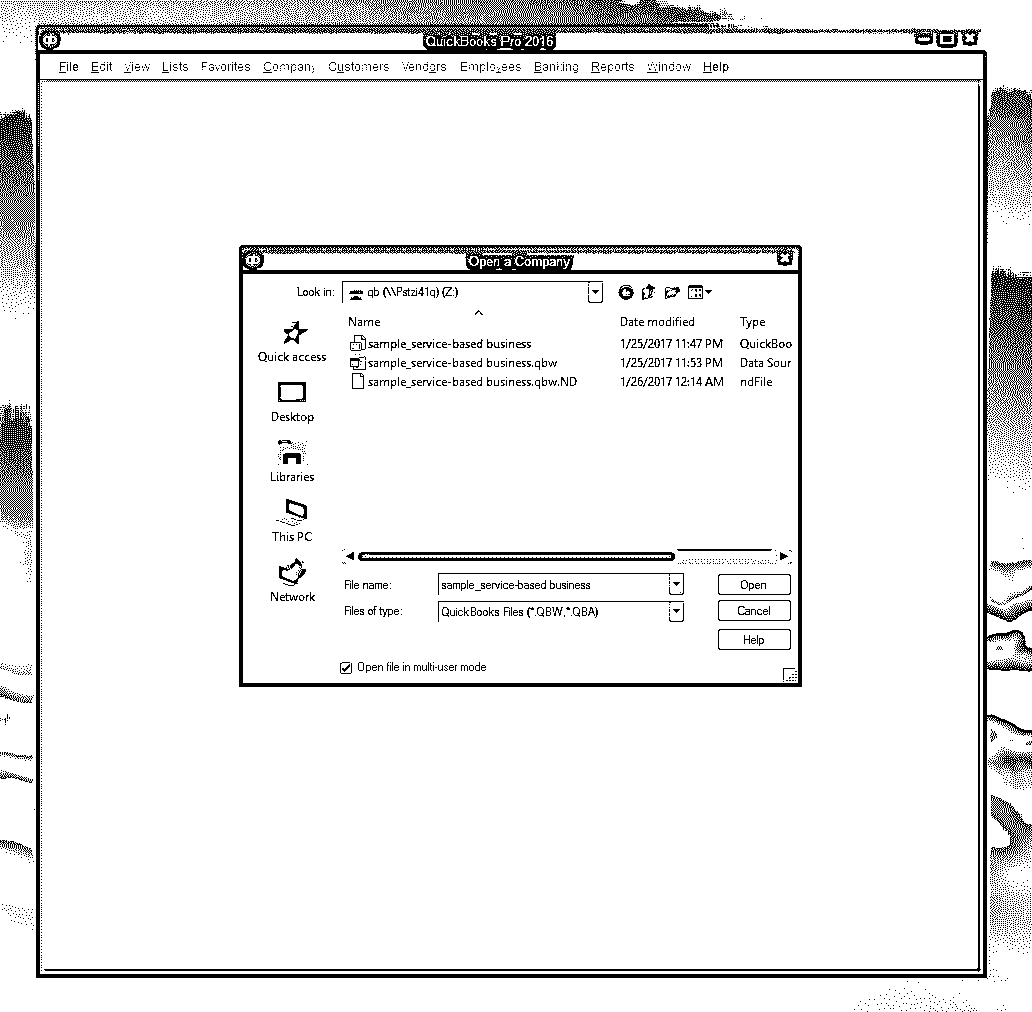 QuickBooks Pro 2016
File Edit View Lists Favorites Company Customers Vendors Employees Banking Reports Window Help
Open a Company
Look in: qb (\\Pstzi41q) (Z:)
Name Date modified Type
sample_service-based business 1/25/2017 11:47 PM QuickBoo
sample_service-based business.qbw 1/25/2017 11:53 PM Data Sour
sample_service-based business.qbw.ND 1/26/2017 12:14 AM ndFile
Quick access
Desktop
Libraries
This PC
Network
File name: sample_service-based business Open
Files of type: QuickBooks Files (*.QBW,*.QBA) Cancel
Help
Open file in multi-user mode